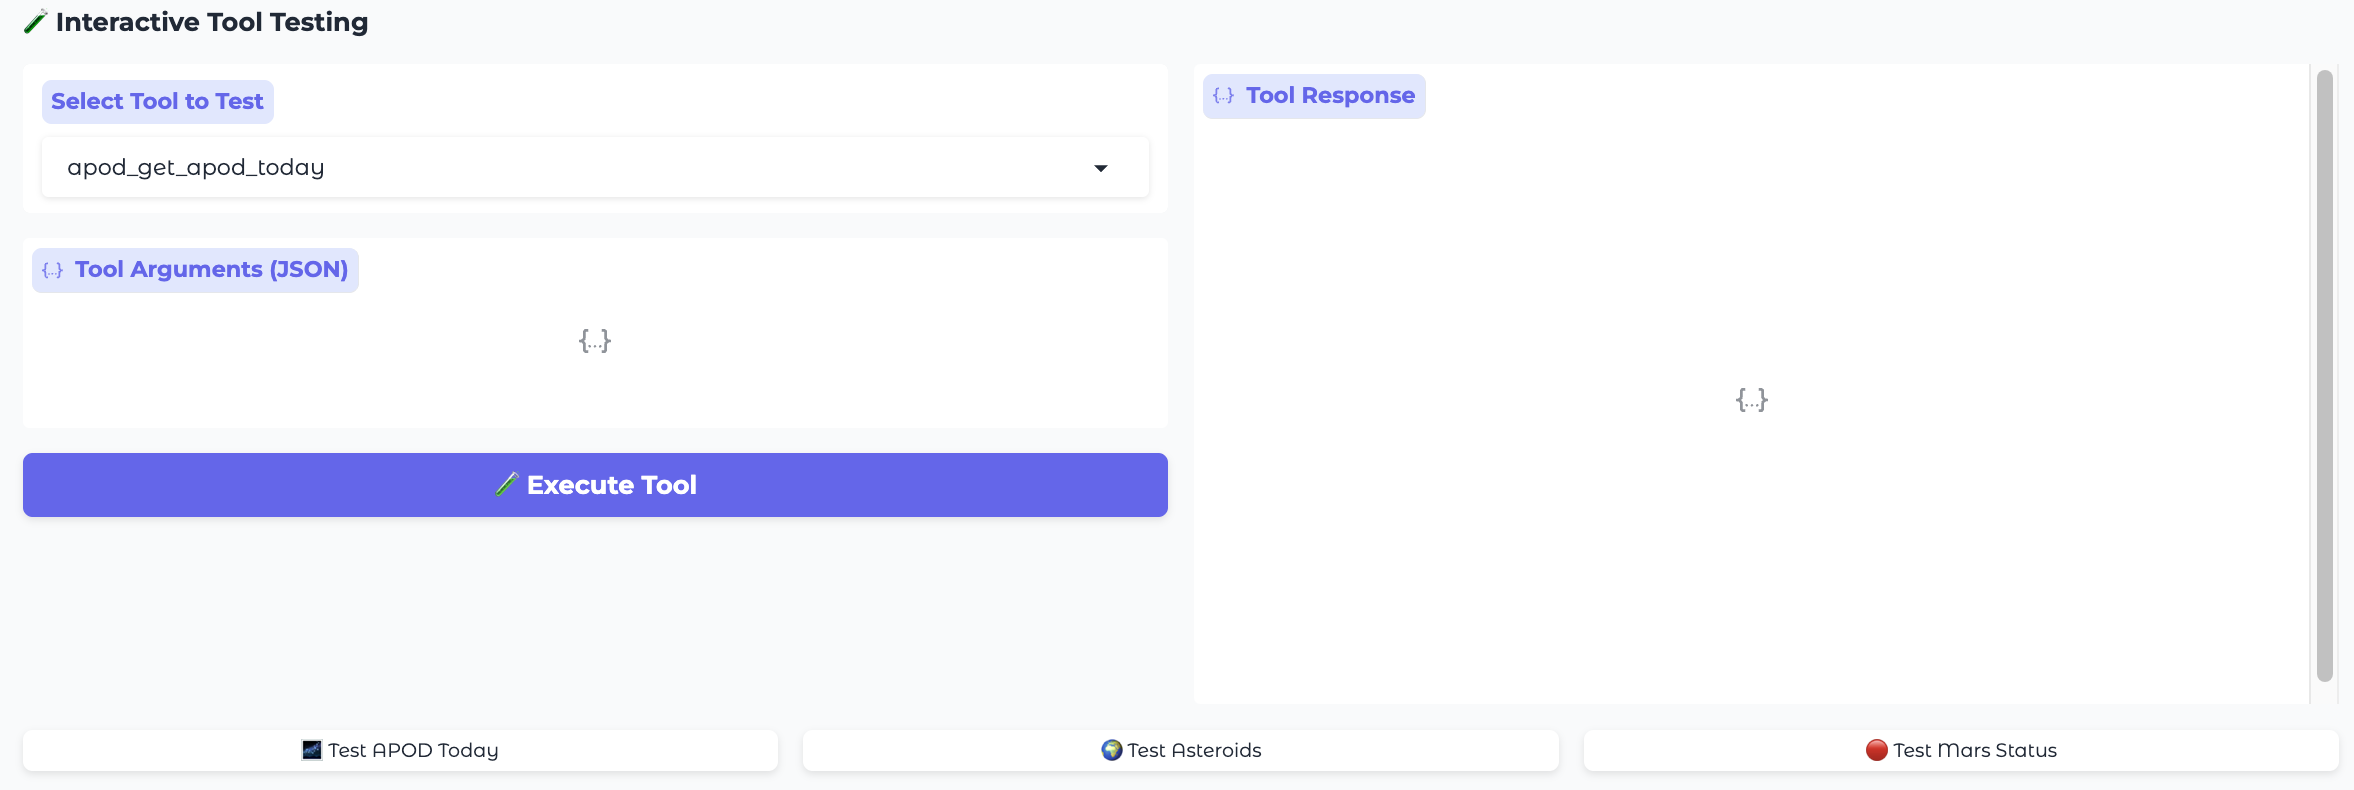 Interactive Tool Testing
Select Tool to Test
apod_get_apod_today
{...} Tool Arguments (JSON)
{...}
Execute Tool
{...} Tool Response
{...}
Test APOD Today
Test Asteroids
Test Mars Status